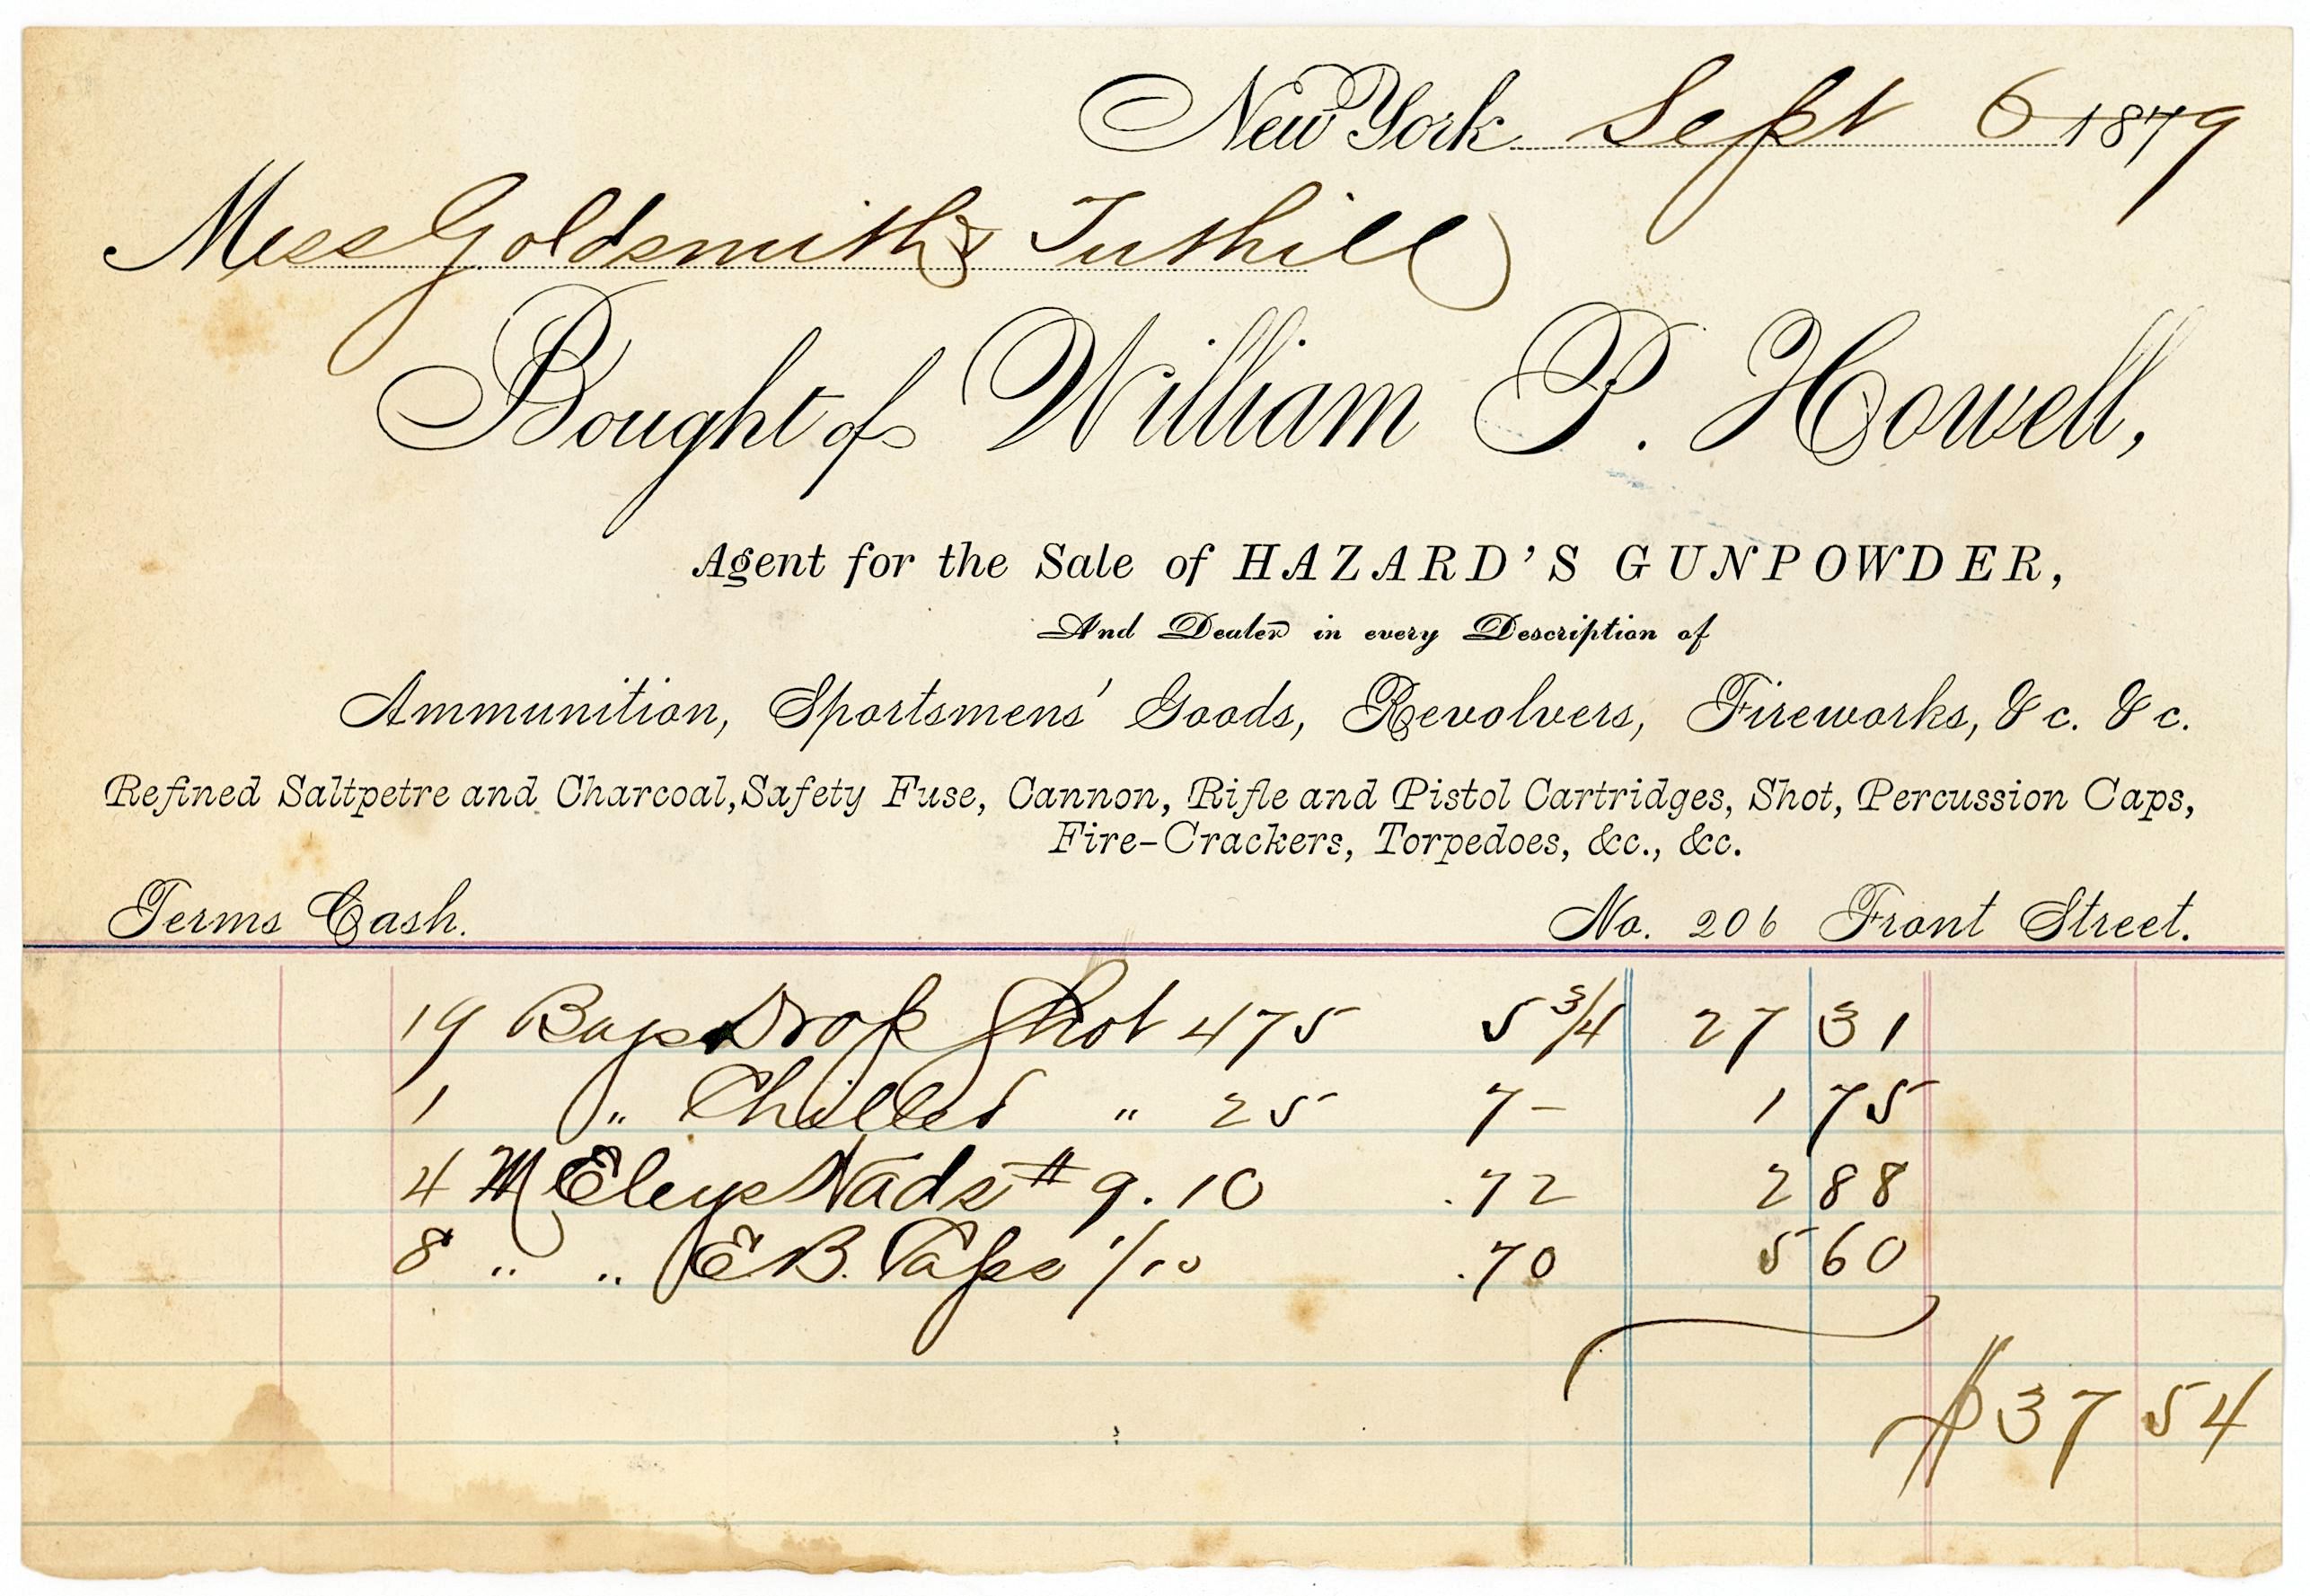 New York Sept 6 1879
Mess Goldsmith & Tuthill
Bought of William P. Howell,
Agent for the Sale of HAZARD'S GUNPOWDER,
And Dealer in every Description of
Ammunition, Sportsmens' Goods, Revolvers, Fireworks, &c. &c.
Refined Saltpetre and Charcoal, Safety Fuse, Cannon, Rifle and Pistol Cartridges, Shot, Percussion Caps,
Fire-Crackers, Torpedoes, &c., &c.
Terms Cash. No. 206 Front Street.
19 Bags Drop Shot 475 5 3/4 27 31
1 " Chilled " 25 7- 1 75
4 M Eleys Wads # 9.10 .72 2 88
8 " " E.B. Caps 1/10 .70 5 60
$37 54